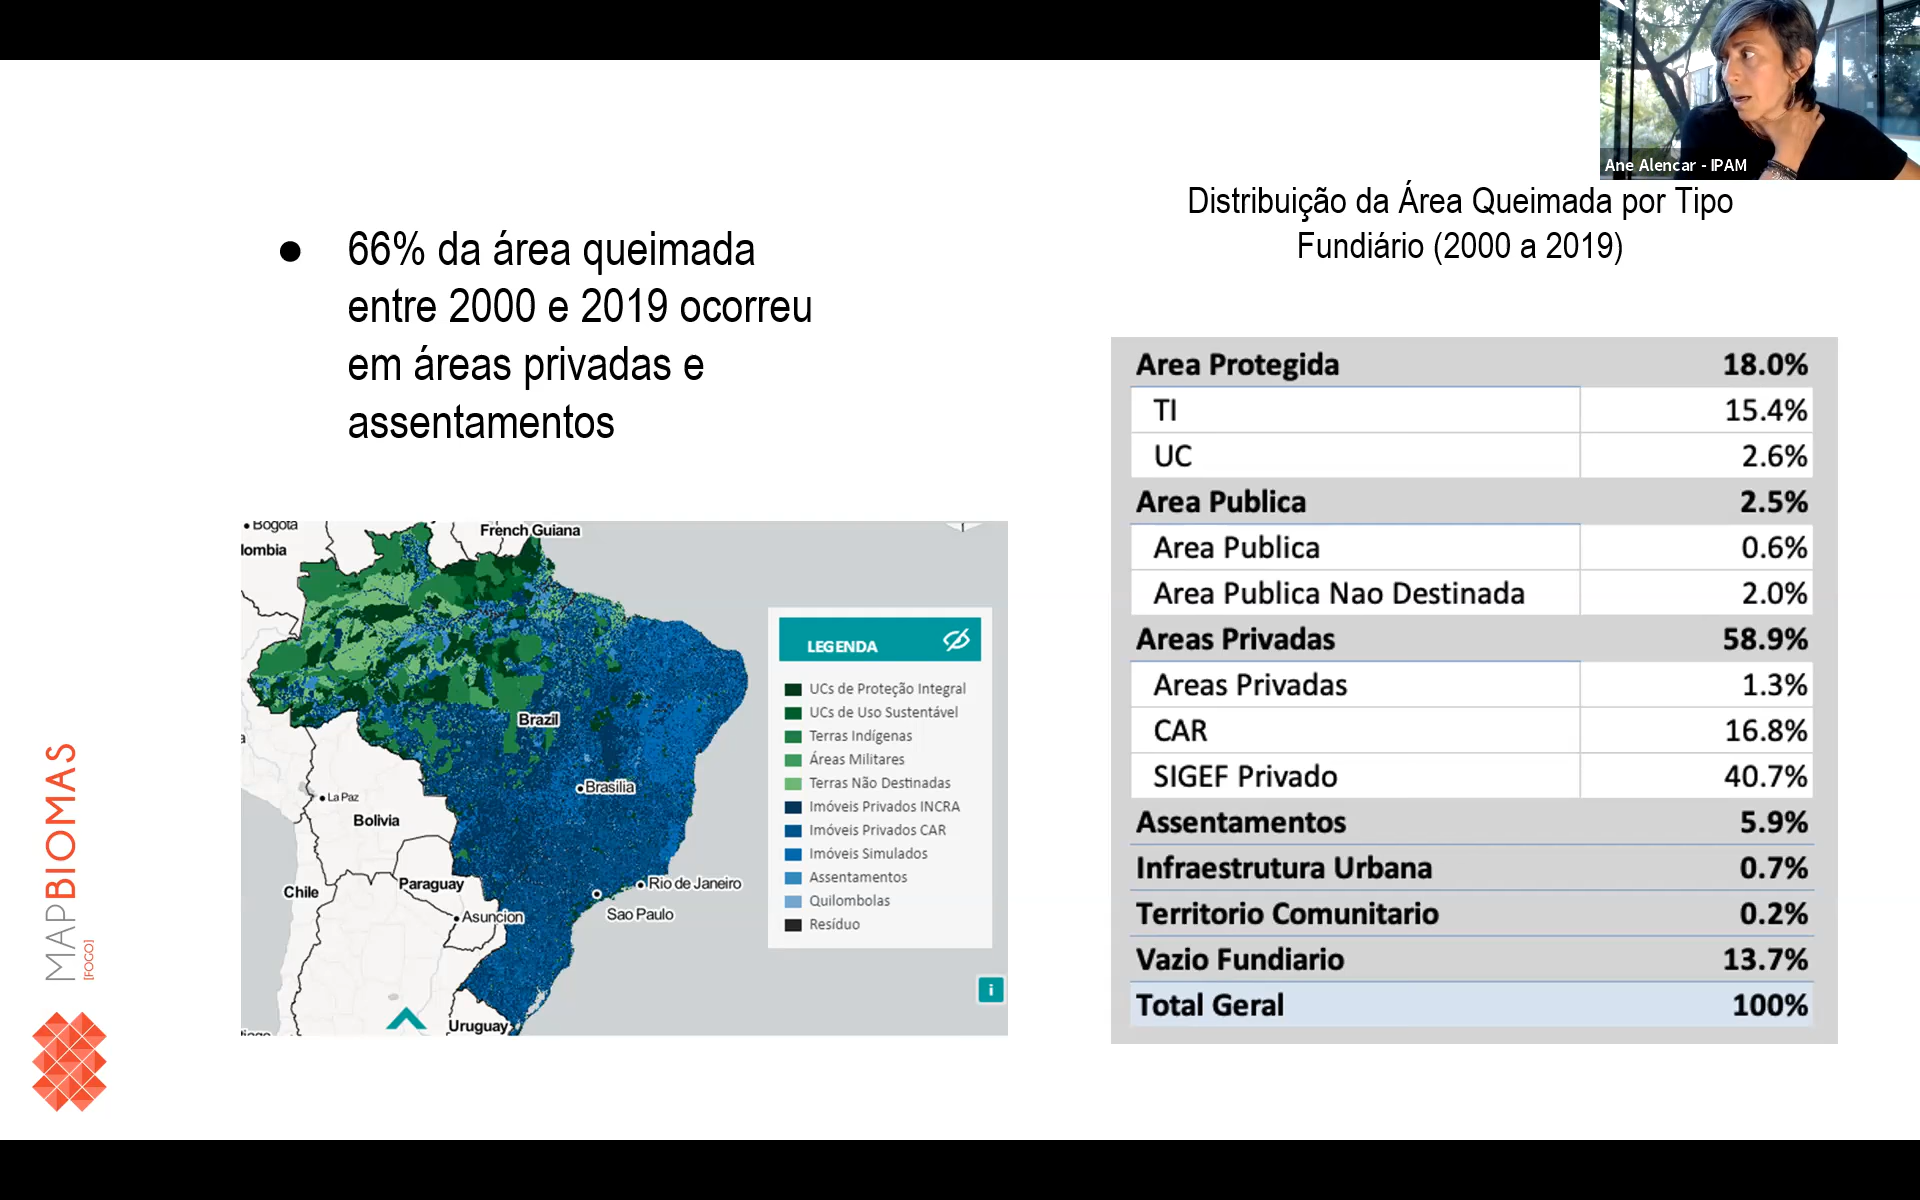 Ane Alencar - IPAM
Distribuição da Área Queimada por Tipo
Fundiário (2000 a 2019)
● 66% da área queimada
entre 2000 e 2019 ocorreu
em áreas privadas e
assentamentos
Area Protegida 18.0%
TI 15.4%
UC 2.6%
Area Publica 2.5%
Area Publica 0.6%
Area Publica Nao Destinada 2.0%
Areas Privadas 58.9%
Areas Privadas 1.3%
CAR 16.8%
SIGEF Privado 40.7%
Assentamentos 5.9%
Infraestrutura Urbana 0.7%
Territorio Comunitario 0.2%
Vazio Fundiario 13.7%
Total Geral 100%
Bogota
lombia
French Guiana
Brazil
Brasilia
La Paz
Bolivia
Paraguay
Chile
Rio de Janeiro
Sao Paulo
Asuncion
Uruguay
LEGENDA
UCs de Proteção Integral
UCs de Uso Sustentável
Terras Indígenas
Áreas Militares
Terras Não Destinadas
Imóveis Privados INCRA
Imóveis Privados CAR
Imóveis Simulados
Assentamentos
Quilombolas
Resíduo
i
MAPBIOMAS
[FOGO]